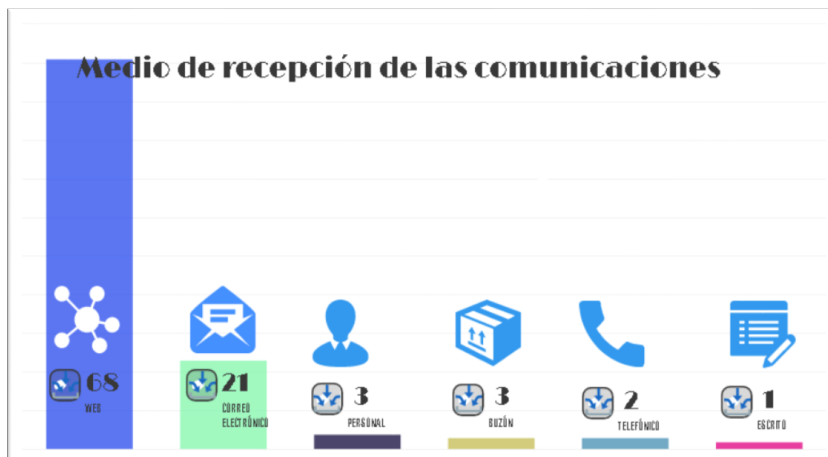 Medio de recepción de las comunicaciones
68
WEB
21
CORREO
ELECTRÓNICO
3
PERSONAL
3
BUZÓN
2
TELEFÓNICO
1
ESCRITO